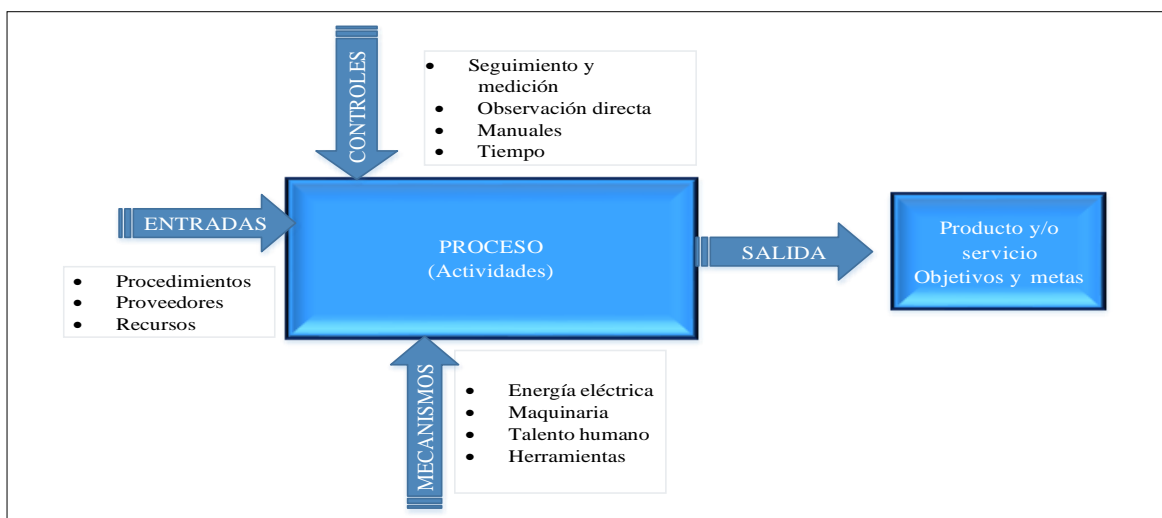 CONTROLES
• Seguimiento y
medición
• Observación directa
• Manuales
• Tiempo
ENTRADAS
• Procedimientos
• Proveedores
• Recursos
PROCESO
(Actividades)
SALIDA
Producto y/o
servicio
Objetivos y metas
MECANISMOS
• Energía eléctrica
• Maquinaria
• Talento humano
• Herramientas